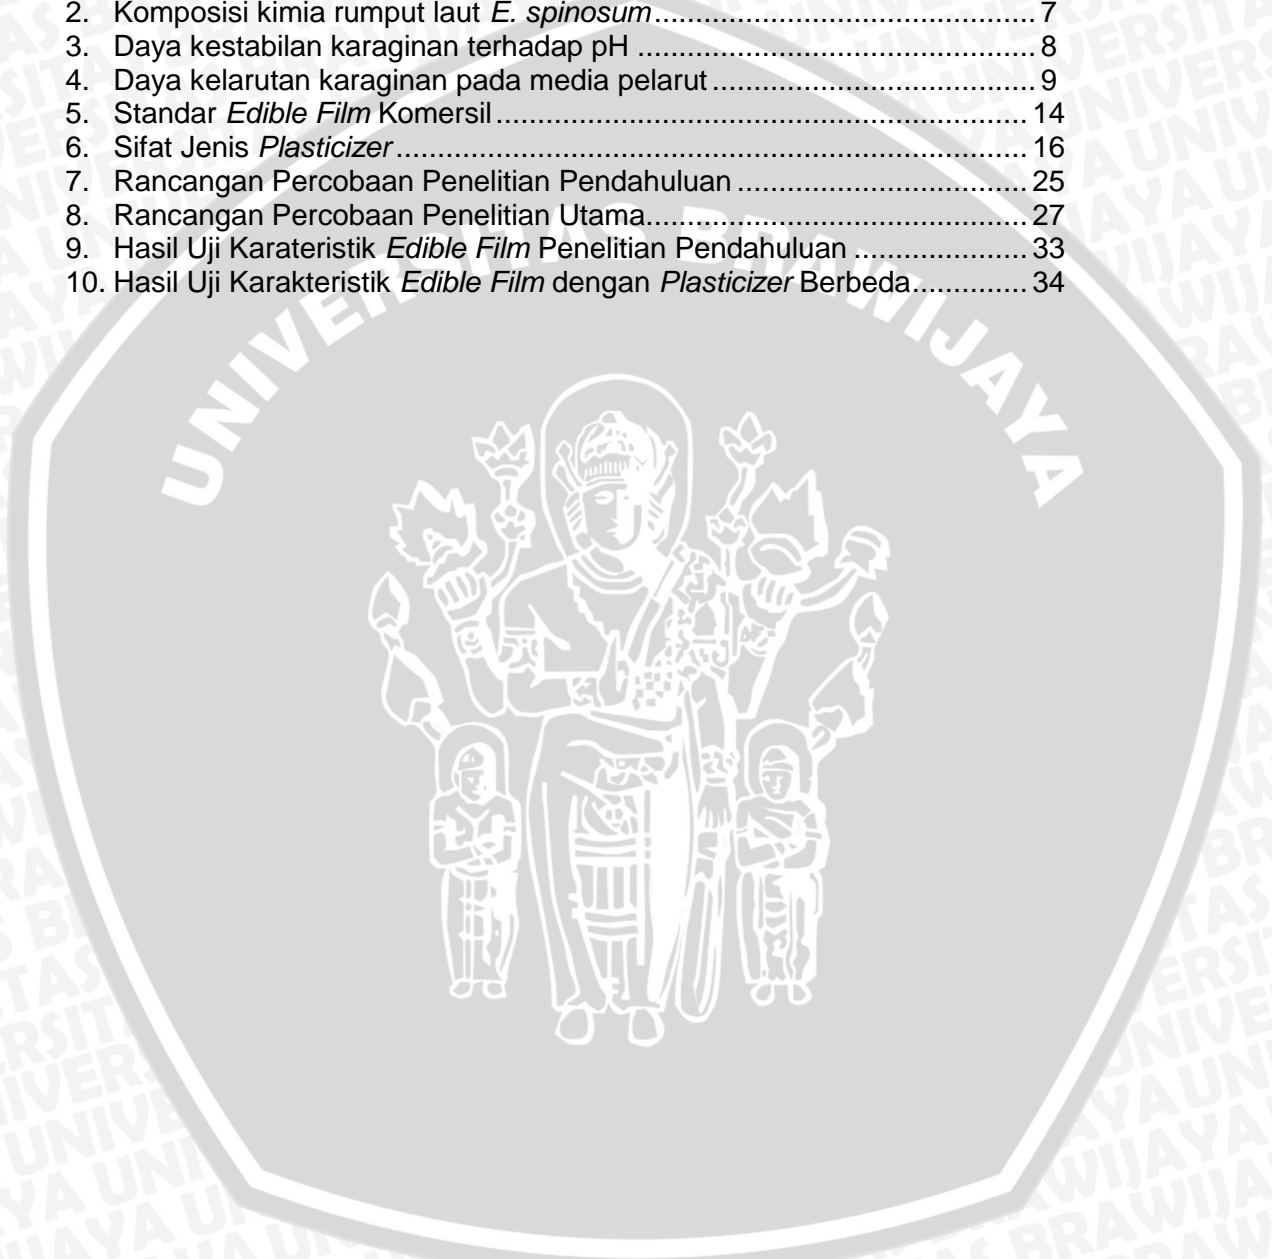 2. Komposisi kimia rumput laut E. spinosum............................................... 7
3. Daya kestabilan karaginan terhadap pH ................................................. 8
4. Daya kelarutan karaginan pada media pelarut ........................................ 9
5. Standar Edible Film Komersil.................................................................. 14
6. Sifat Jenis Plasticizer.............................................................................. 16
7. Rancangan Percobaan Penelitian Pendahuluan .................................... 25
8. Rancangan Percobaan Penelitian Utama............................................... 27
9. Hasil Uji Karateristik Edible Film Penelitian Pendahuluan ..................... 33
10. Hasil Uji Karakteristik Edible Film dengan Plasticizer Berbeda.............. 34
UNIVERSITAS BRAWIJAYA